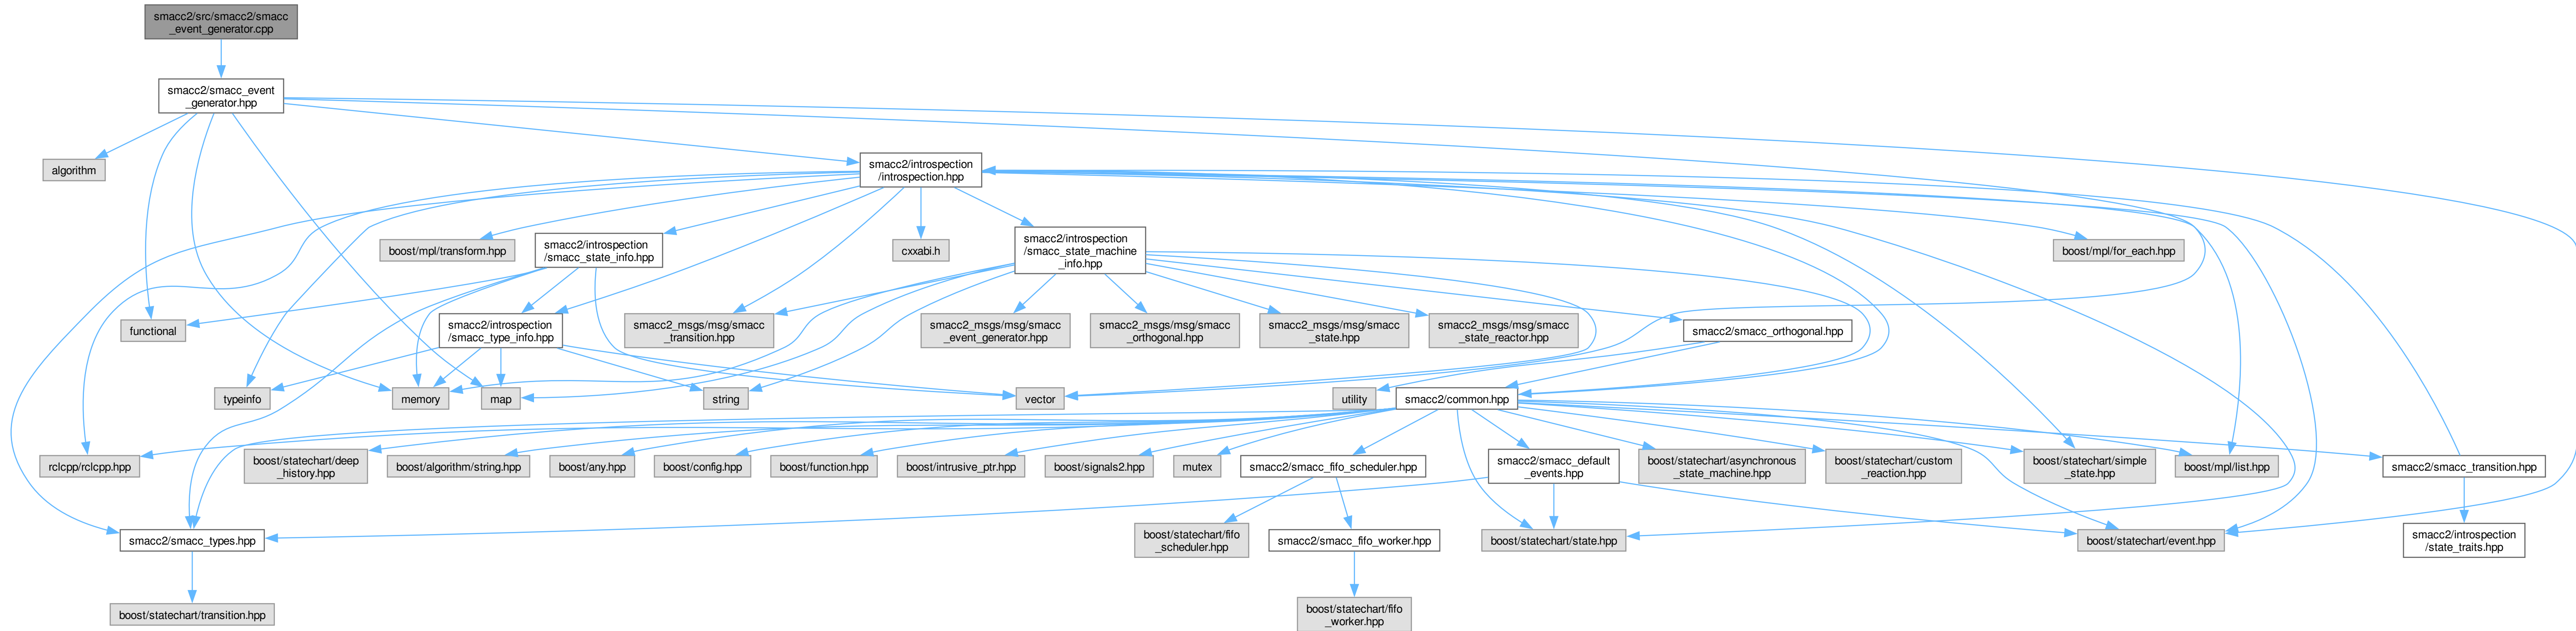 smacc2/src/smacc2/smacc
_event_generator.cpp
smacc2/smacc_event
_generator.hpp
algorithm
smacc2/introspection
/introspection.hpp
boost/mpl/transform.hpp
smacc2/introspection
/smacc_state_info.hpp
cxxabi.h
smacc2/introspection
/smacc_state_machine
_info.hpp
boost/mpl/for_each.hpp
functional
smacc2/introspection
/smacc_type_info.hpp
smacc2_msgs/msg/smacc
_transition.hpp
smacc2_msgs/msg/smacc
_event_generator.hpp
smacc2_msgs/msg/smacc
_orthogonal.hpp
smacc2_msgs/msg/smacc
_state.hpp
smacc2_msgs/msg/smacc
_state_reactor.hpp
smacc2/smacc_orthogonal.hpp
typeinfo
memory
map
string
vector
utility
smacc2/common.hpp
rclcpp/rclcpp.hpp
boost/statechart/deep
_history.hpp
boost/algorithm/string.hpp
boost/any.hpp
boost/config.hpp
boost/function.hpp
boost/intrusive_ptr.hpp
boost/signals2.hpp
mutex
smacc2/smacc_fifo_scheduler.hpp
smacc2/smacc_default
_events.hpp
boost/statechart/asynchronous
_state_machine.hpp
boost/statechart/custom
_reaction.hpp
boost/statechart/simple
_state.hpp
boost/mpl/list.hpp
smacc2/smacc_transition.hpp
smacc2/smacc_types.hpp
boost/statechart/fifo
_scheduler.hpp
smacc2/smacc_fifo_worker.hpp
boost/statechart/state.hpp
boost/statechart/event.hpp
smacc2/introspection
/state_traits.hpp
boost/statechart/transition.hpp
boost/statechart/fifo
_worker.hpp